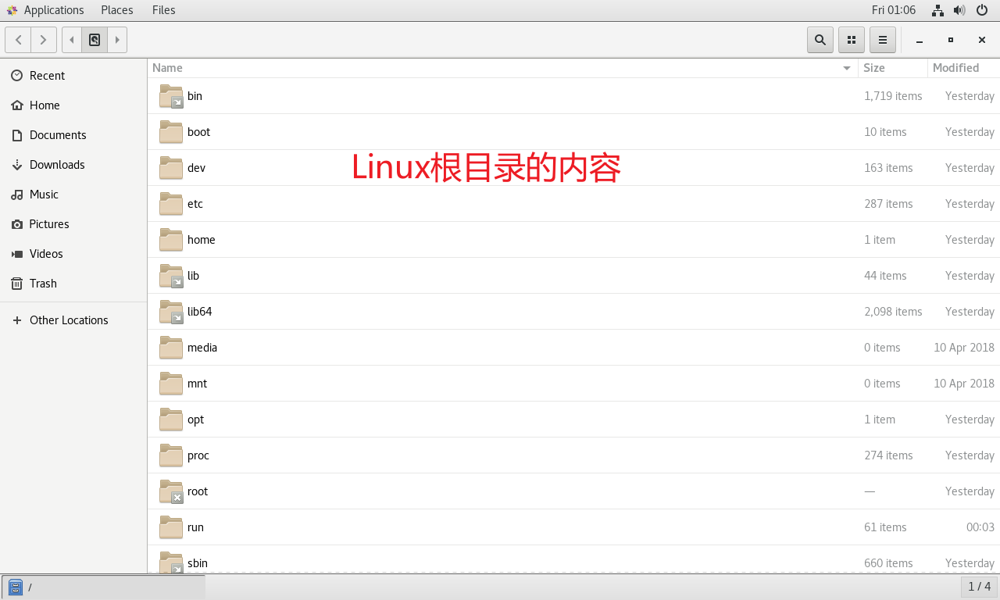 Applications Places Files Fri 01:06
Name Size Modified
Recent
bin 1,719 items Yesterday
Home
boot 10 items Yesterday
Documents
Linux根目录的内容
dev 163 items Yesterday
Downloads
etc 287 items Yesterday
Music
home 1 item Yesterday
Pictures
lib 44 items Yesterday
Videos
lib64 2,098 items Yesterday
Trash
media 0 items 10 Apr 2018
Other Locations
mnt 0 items 10 Apr 2018
opt 1 item Yesterday
proc 274 items Yesterday
root — Yesterday
run 61 items 00:03
sbin 660 items Yesterday
/ 1 / 4